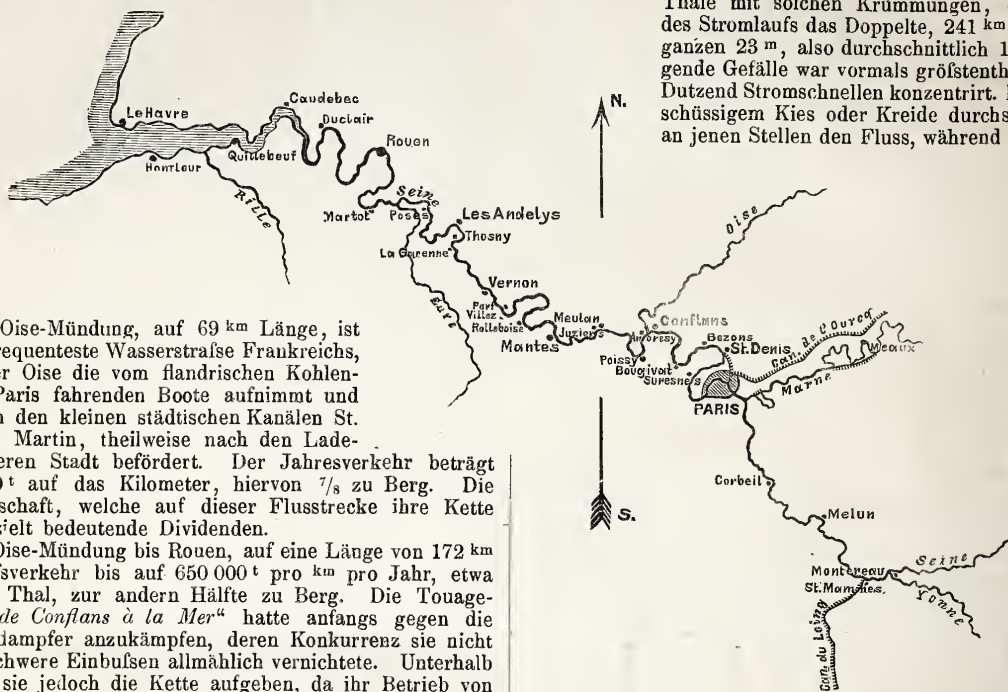 Thale mit solchen Krümmungen,
des Stromlaufs das Doppelte, 241 km
ganzen 23 m, also durchschnittlich 1
gende Gefälle war vormals gröfstenth
Dutzend Stromschnellen konzentrirt.
schüssigem Kies oder Kreide durchs
an jenen Stellen den Fluss, während
N.
LeHavre
Honfleur
Quillebeuf
Caudebec
Duclair
Rouen
Rille
Seine
Martot
Poses
Les Andelys
Thosny
La Garenne
Eure
Vernon
Port Villez
Rolleboise
Mantes
Meulan
Juziers
Oise
Conflans
Andresy
Poissy
Bougival
Bezons
St.Denis
Suresnes
PARIS
Can. de l'Ourcq
Meaux
Marne
Corbeil
Melun
Montereau
St.Mammès.
Seine
Yonne
Can. du Loing
S.
Oise-Mündung, auf 69 km Länge, ist
requenteste Wasserstrafse Frankreichs,
er Oise die vom flandrischen Kohlen-
Paris fahrenden Boote aufnimmt und
n den kleinen städtischen Kanälen St.
Martin, theilweise nach den Lade-
eren Stadt befördert. Der Jahresverkehr beträgt
0 t auf das Kilometer, hiervon 7/8 zu Berg. Die
schaft, welche auf dieser Flusstrecke ihre Kette
zielt bedeutende Dividenden.
Oise-Mündung bis Rouen, auf eine Länge von 172 km
fsverkehr bis auf 650 000 t pro km pro Jahr, etwa
Thal, zur andern Hälfte zu Berg. Die Touage-
de Conflans à la Mer“ hatte anfangs gegen die
dampfer anzukämpfen, deren Konkurrenz sie nicht
chwere Einbufsen allmählich vernichtete. Unterhalb
sie jedoch die Kette aufgeben, da ihr Betrieb von